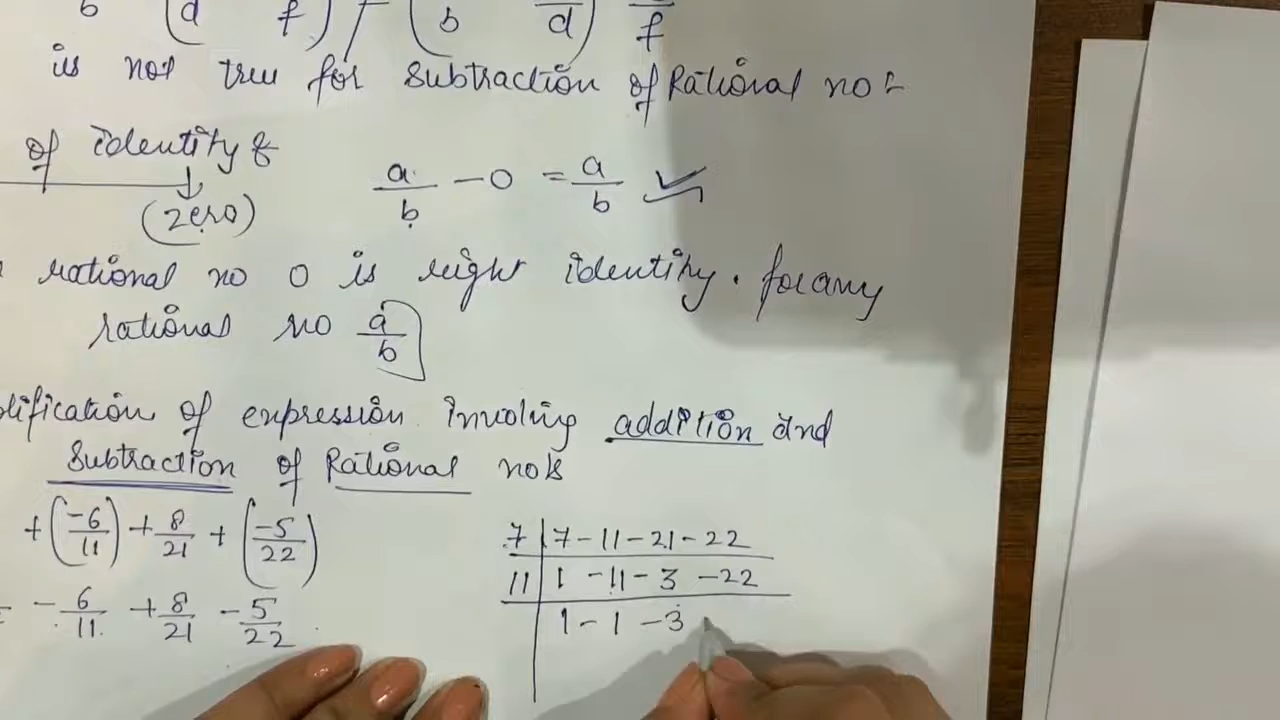 b (d f) ≠ (b d) f
is not true for subtraction of Rational no:
of identity :
(zero)
a/b - 0 = a/b ✓
rational no 0 is right identity. for any
rational no a/b
lification of expression involving addition and
Subtraction of Rational no's
+ (-6/11) + 8/21 + (-5/22)
= -6/11 + 8/21 - 5/22
7 | 7 - 11 - 21 - 22
11 | 1 - 11 - 3 - 22
1 - 1 - 3